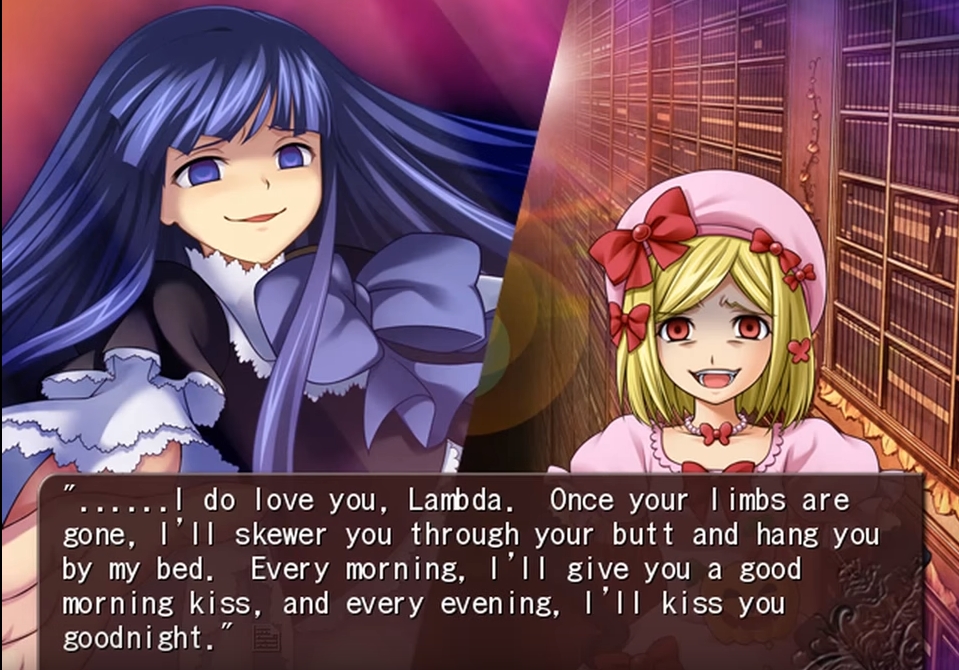 "......I do love you, Lambda.  Once your limbs are
gone, I'll skewer you through your butt and hang you
by my bed.  Every morning, I'll give you a good
morning kiss, and every evening, I'll kiss you
goodnight."